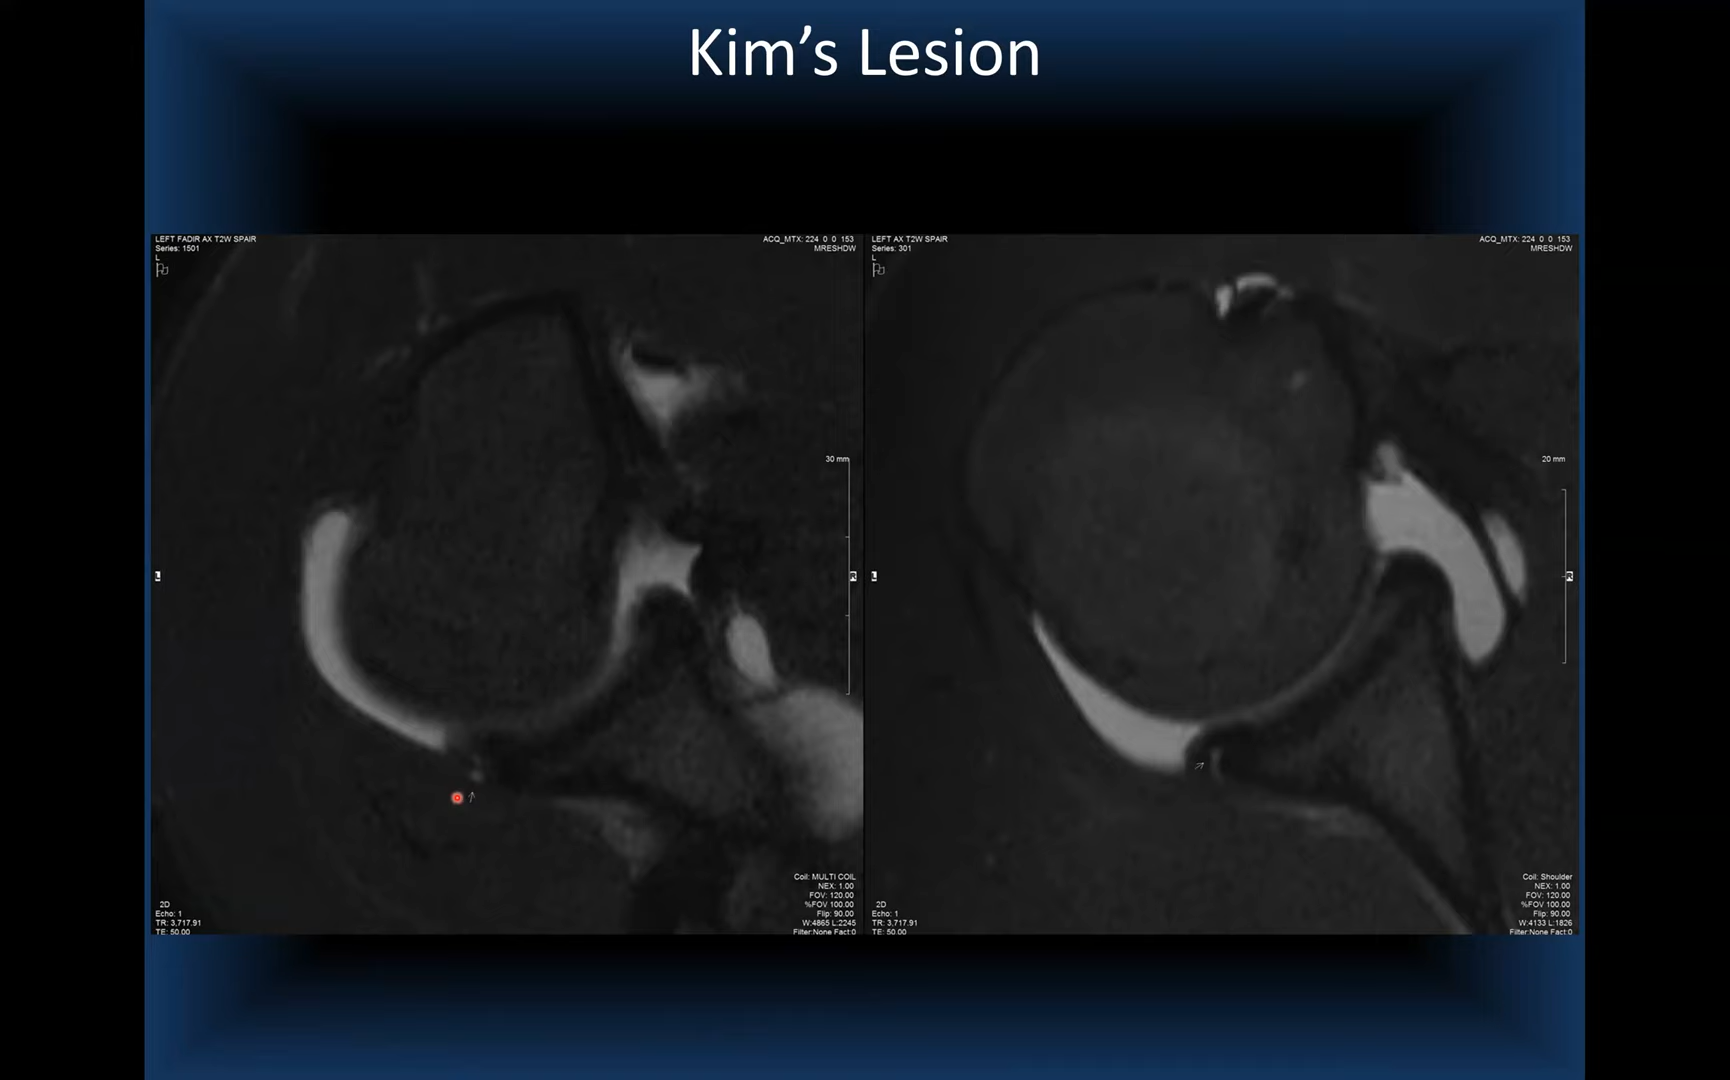 Kim’s Lesion
LEFT FADIR AX T2W SPAIR
Series: 1501
L
ACQ_MTX: 224 0 0 153
MRESHDW
LEFT AX T2W SPAIR
Series: 301
L
ACQ_MTX: 224 0 0 153
MRESHDW
30 mm
20 mm
L
R
L
R
2D
Echo: 1
TR: 3,717.91
TE: 50.00
Coil: MULTI COIL
NEX: 1.00
FOV: 120.00
%FOV 100.00
Flip: 90.00
W:4865 L:2245
Filter:None Fact:0
2D
Echo: 1
TR: 3,717.91
TE: 50.00
Coil: Shoulder
NEX: 1.00
FOV: 120.00
%FOV 100.00
Flip: 90.00
W:4133 L:1826
Filter:None Fact:0